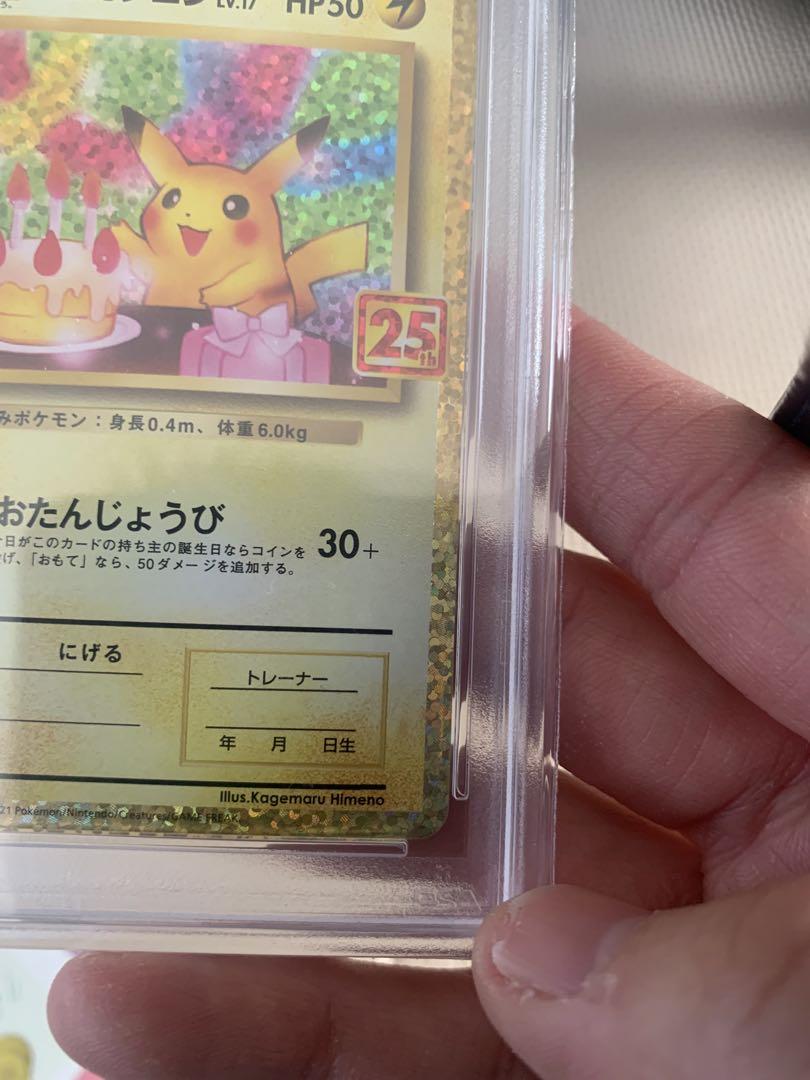 LV.17 HP50
25th
みポケモン：身長0.4m、体重6.0kg
おたんじょうび
日がこのカードの持ち主の誕生日ならコインを 30+
げ、「おもて」なら、50ダメージを追加する。
にげる
トレーナー
年 月 日生
Illus.Kagemaru Himeno
21 Pokémon/Nintendo/Creatures/GAME FREAK